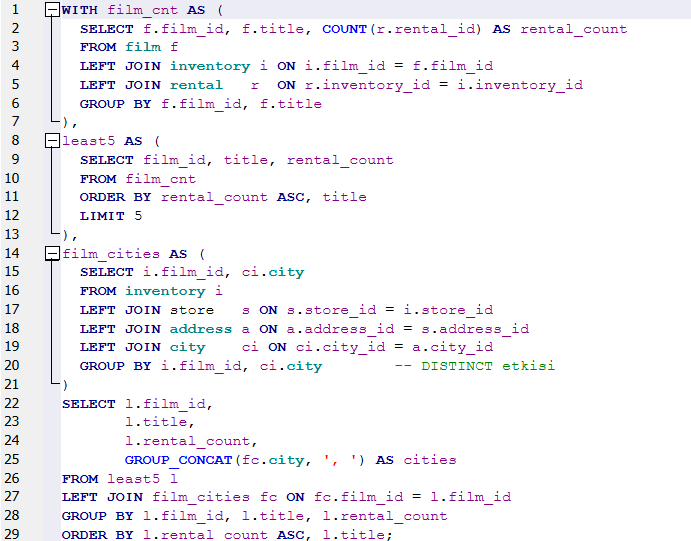 1 WITH film_cnt AS (
2 SELECT f.film_id, f.title, COUNT(r.rental_id) AS rental_count
3 FROM film f
4 LEFT JOIN inventory i ON i.film_id = f.film_id
5 LEFT JOIN rental   r  ON r.inventory_id = i.inventory_id
6 GROUP BY f.film_id, f.title
7 ),
8 least5 AS (
9 SELECT film_id, title, rental_count
10 FROM film_cnt
11 ORDER BY rental_count ASC, title
12 LIMIT 5
13 ),
14 film_cities AS (
15 SELECT i.film_id, ci.city
16 FROM inventory i
17 LEFT JOIN store   s ON s.store_id = i.store_id
18 LEFT JOIN address a ON a.address_id = s.address_id
19 LEFT JOIN city    ci ON ci.city_id = a.city_id
20 GROUP BY i.film_id, ci.city        -- DISTINCT etkisi
21 )
22 SELECT l.film_id,
23 l.title,
24 l.rental_count,
25 GROUP_CONCAT(fc.city, ', ') AS cities
26 FROM least5 l
27 LEFT JOIN film_cities fc ON fc.film_id = l.film_id
28 GROUP BY l.film_id, l.title, l.rental_count
29 ORDER BY l.rental_count ASC, l.title;